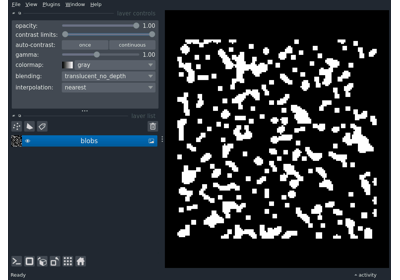 File View Plugins Window Help
layer controls
opacity: 1.00
contrast limits:
auto-contrast: once continuous
gamma: 1.00
colormap: gray
blending: translucent_no_depth
interpolation: nearest
layer list
blobs
Ready
activity